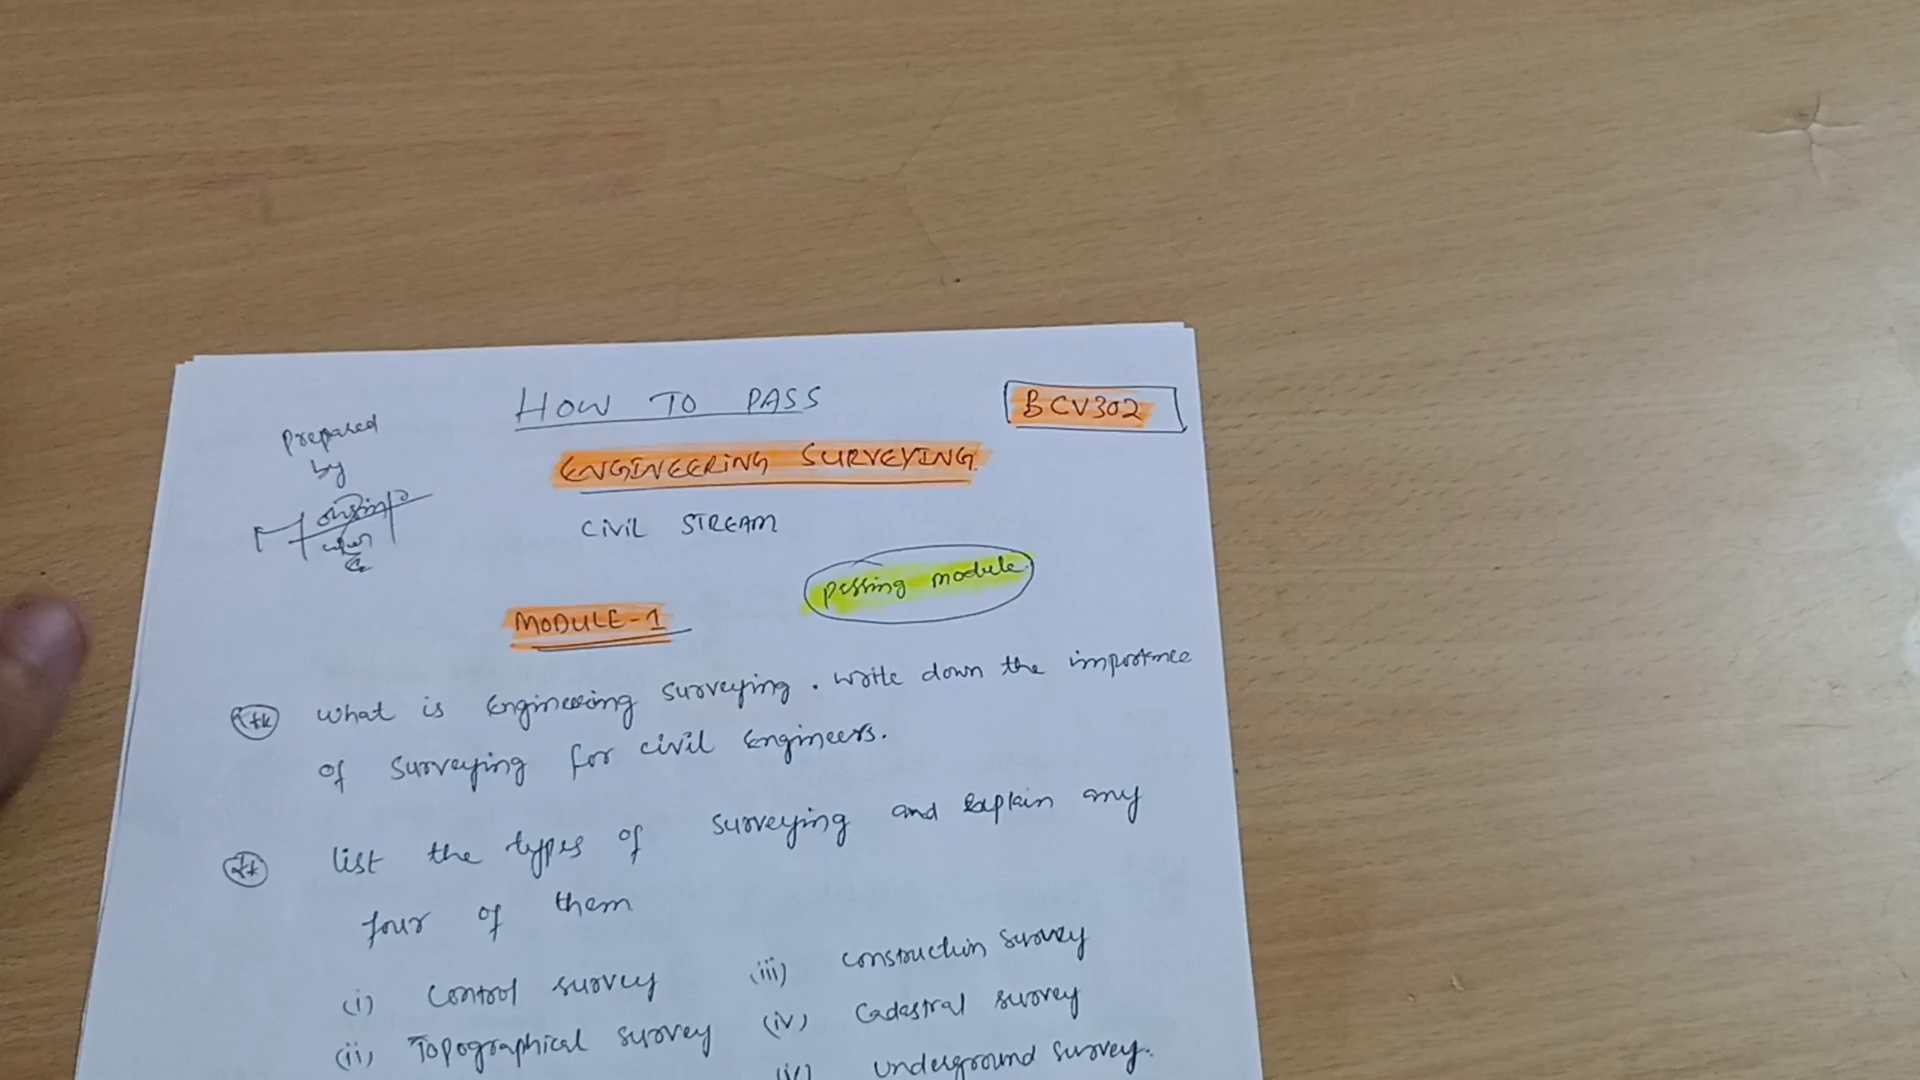 HOW TO PASS
BCV302
Prepared
by
ENGINEERING SURVEYING
CIVIL STREAM
passing module
MODULE-1
What is Engineering surveying. Write down the importance
of surveying for civil Engineers.
List the types of surveying and Explain any
four of them
(i) Control survey
(iii) Construction survey
(ii) Topographical survey
(iv) Cadastral survey
Underground survey.